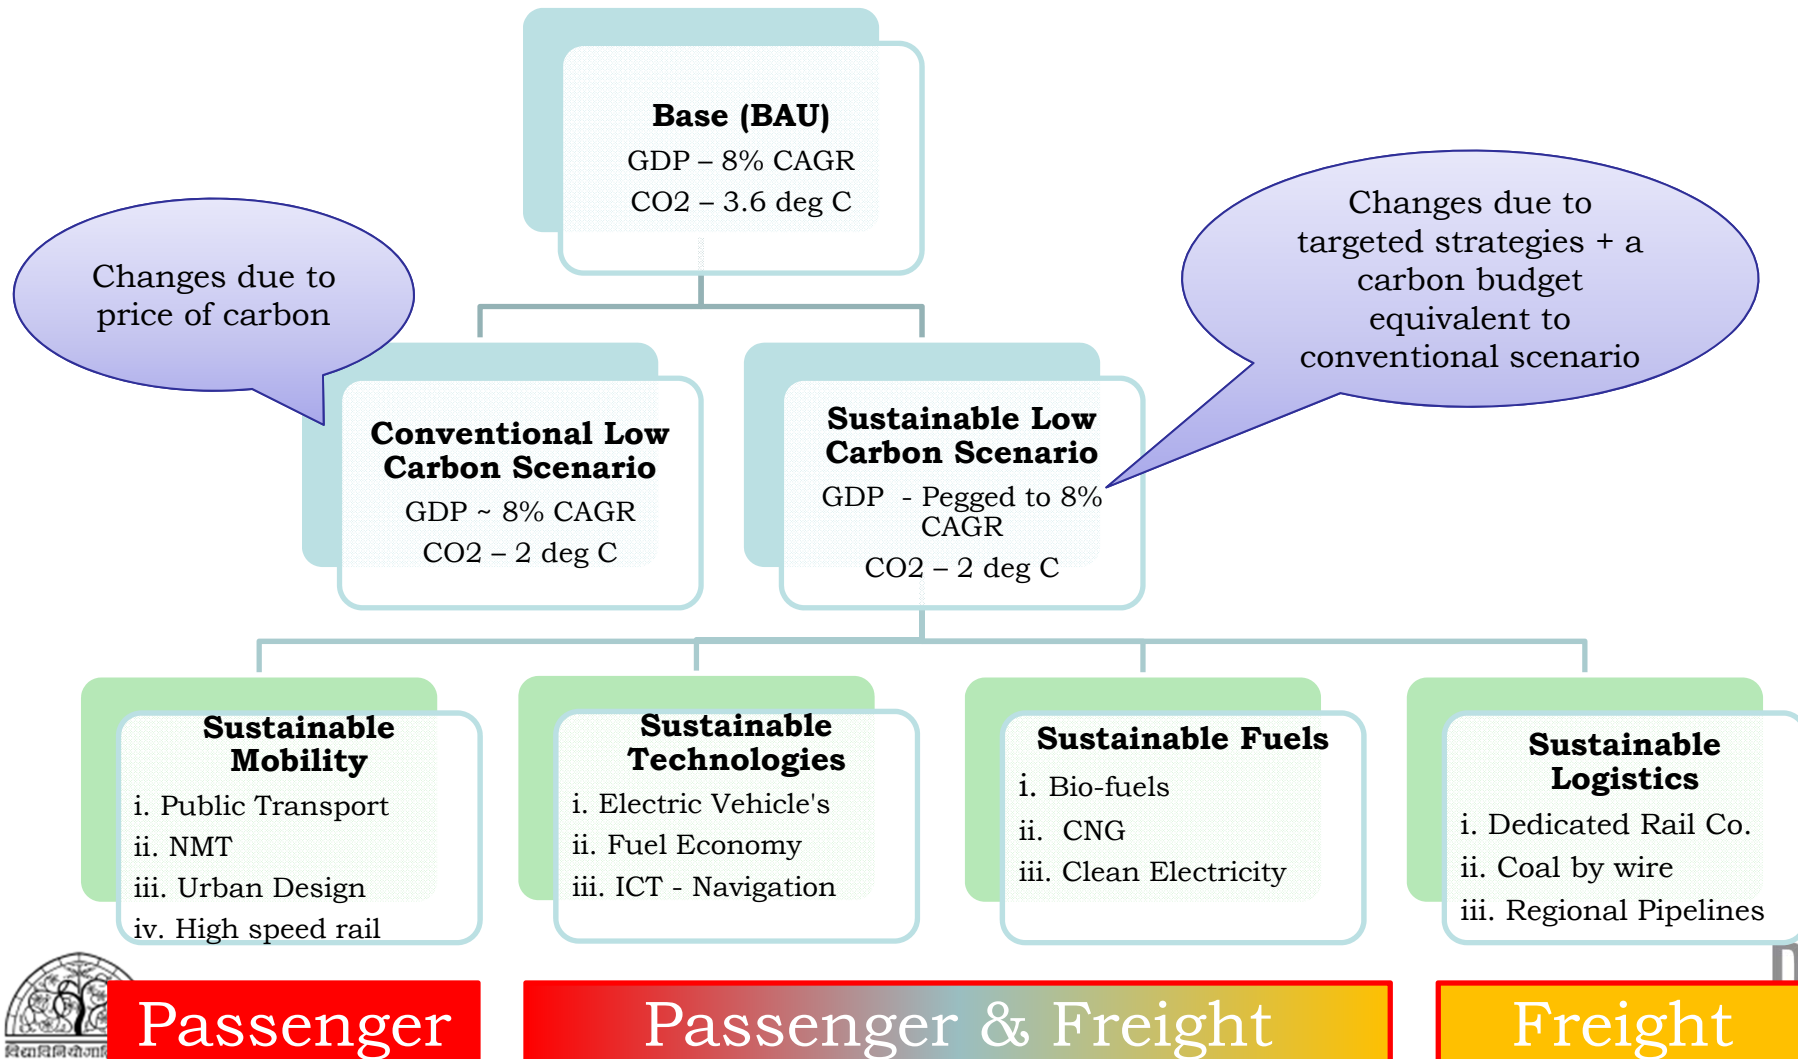 Base (BAU)
GDP – 8% CAGR
CO2 – 3.6 deg C
Changes due to
price of carbon
Changes due to
targeted strategies + a
carbon budget
equivalent to
conventional scenario
Conventional Low
Carbon Scenario
GDP ~ 8% CAGR
CO2 – 2 deg C
Sustainable Low
Carbon Scenario
GDP - Pegged to 8%
CAGR
CO2 – 2 deg C
Sustainable
Mobility
i. Public Transport
ii. NMT
iii. Urban Design
iv. High speed rail
Sustainable
Technologies
i. Electric Vehicle's
ii. Fuel Economy
iii. ICT - Navigation
Sustainable Fuels
i. Bio-fuels
ii. CNG
iii. Clean Electricity
Sustainable
Logistics
i. Dedicated Rail Co.
ii. Coal by wire
iii. Regional Pipelines
Passenger
Passenger & Freight
Freight